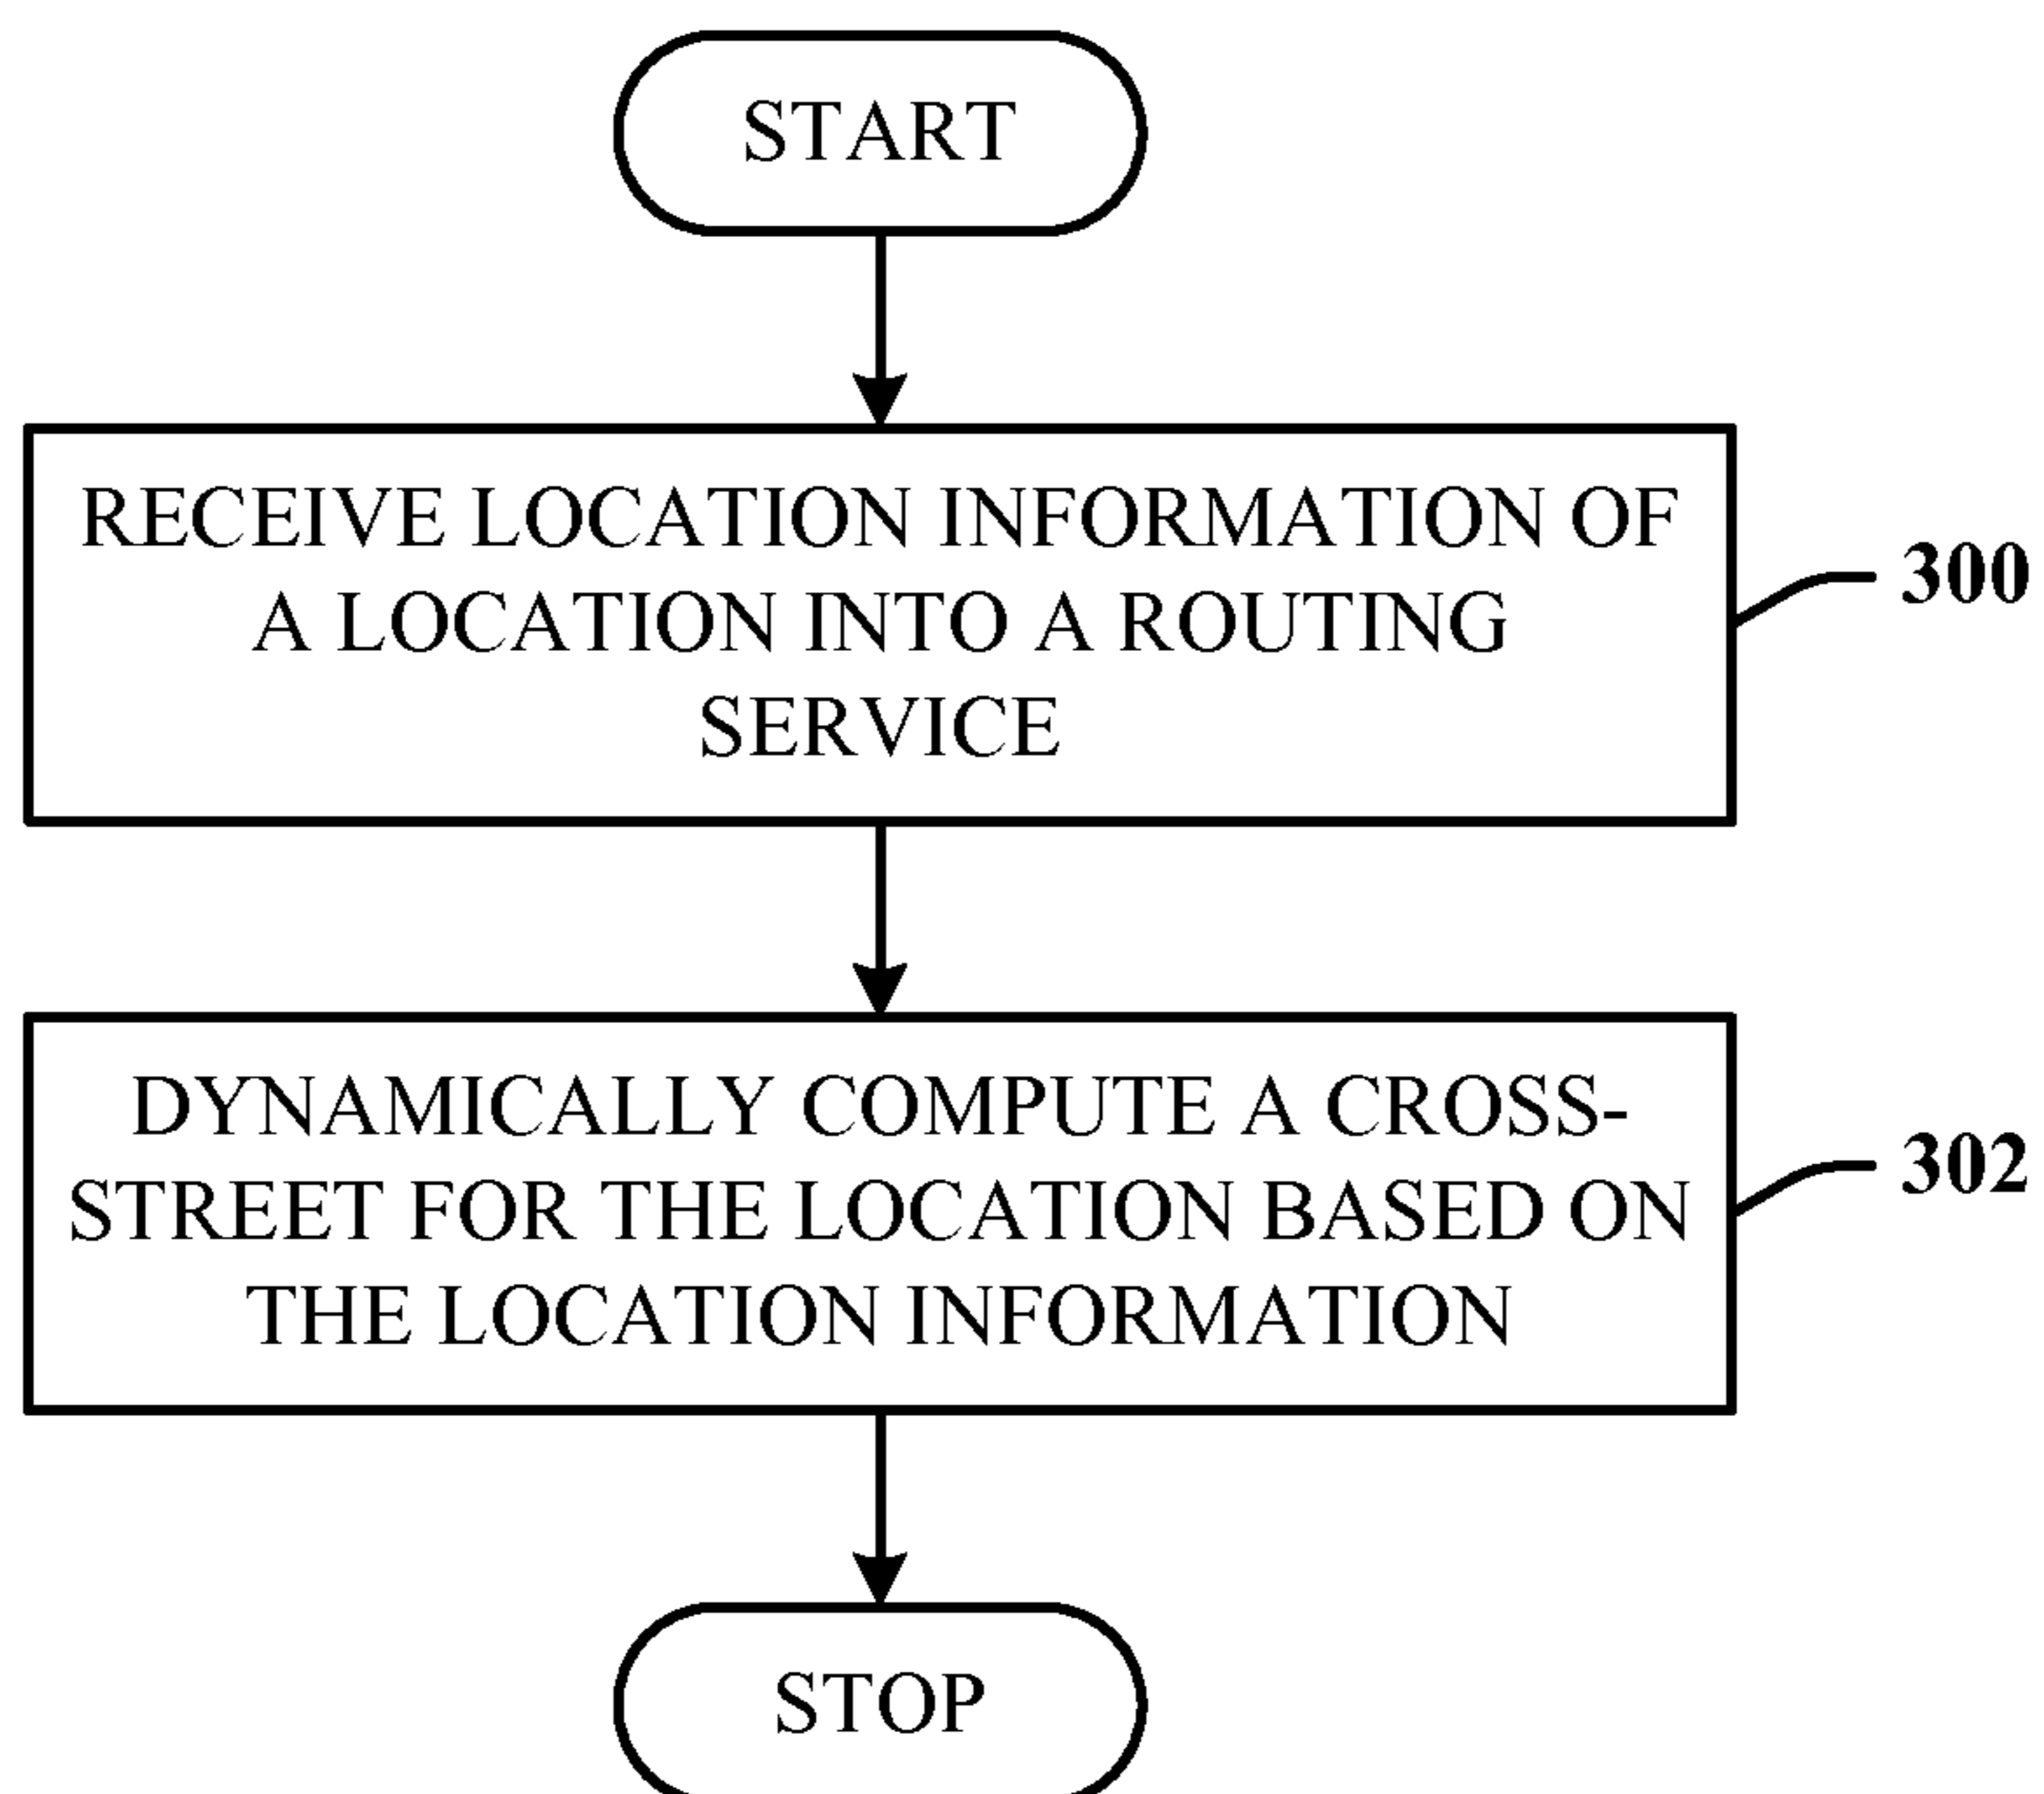 START
RECEIVE LOCATION INFORMATION OF
A LOCATION INTO A ROUTING
SERVICE
300
DYNAMICALLY COMPUTE A CROSS-
STREET FOR THE LOCATION BASED ON
THE LOCATION INFORMATION
302
STOP